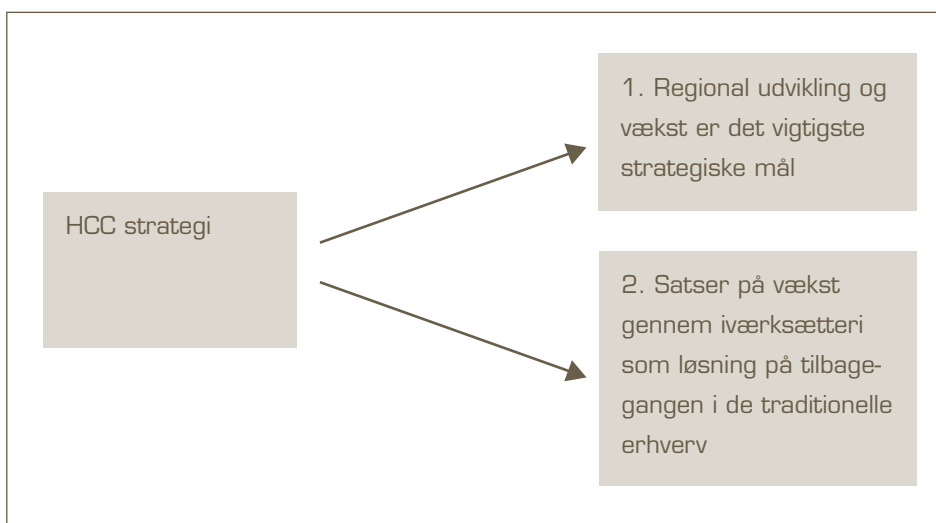 HCC strategi
1. Regional udvikling og
vækst er det vigtigste
strategiske mål
2. Satser på vækst
gennem iværksætteri
som løsning på tilbage-
gangen i de traditionelle
erhverv